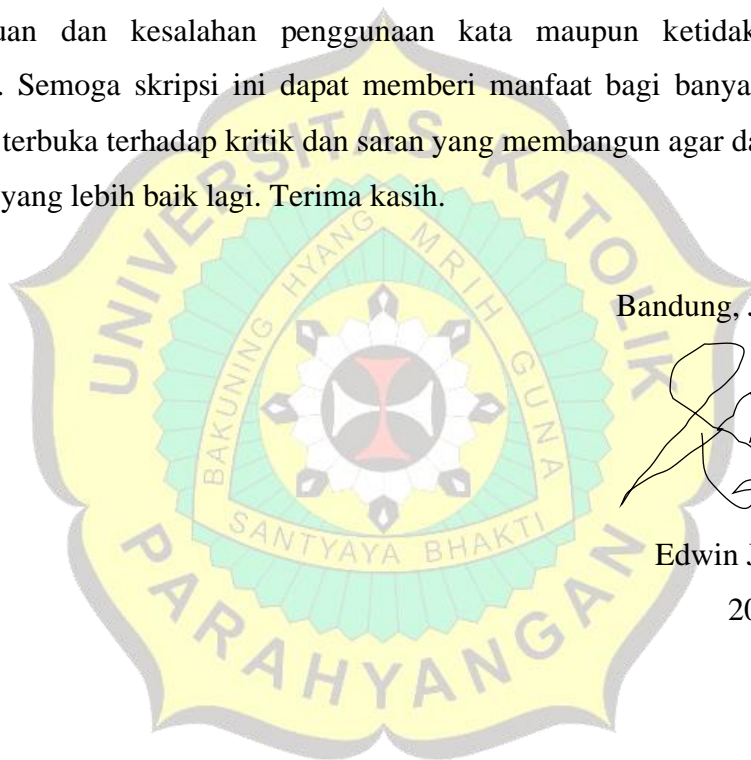 uan dan kesalahan penggunaan kata maupun ketidak
. Semoga skripsi ini dapat memberi manfaat bagi banya
terbuka terhadap kritik dan saran yang membangun agar da
yang lebih baik lagi. Terima kasih.
UNIVERSITAS KATOLIK
BAKUNING HYANG MRIH GUNA
SANTYAYA BHAKTI
PARAHYANGAN
Bandung, J
Edwin J
20